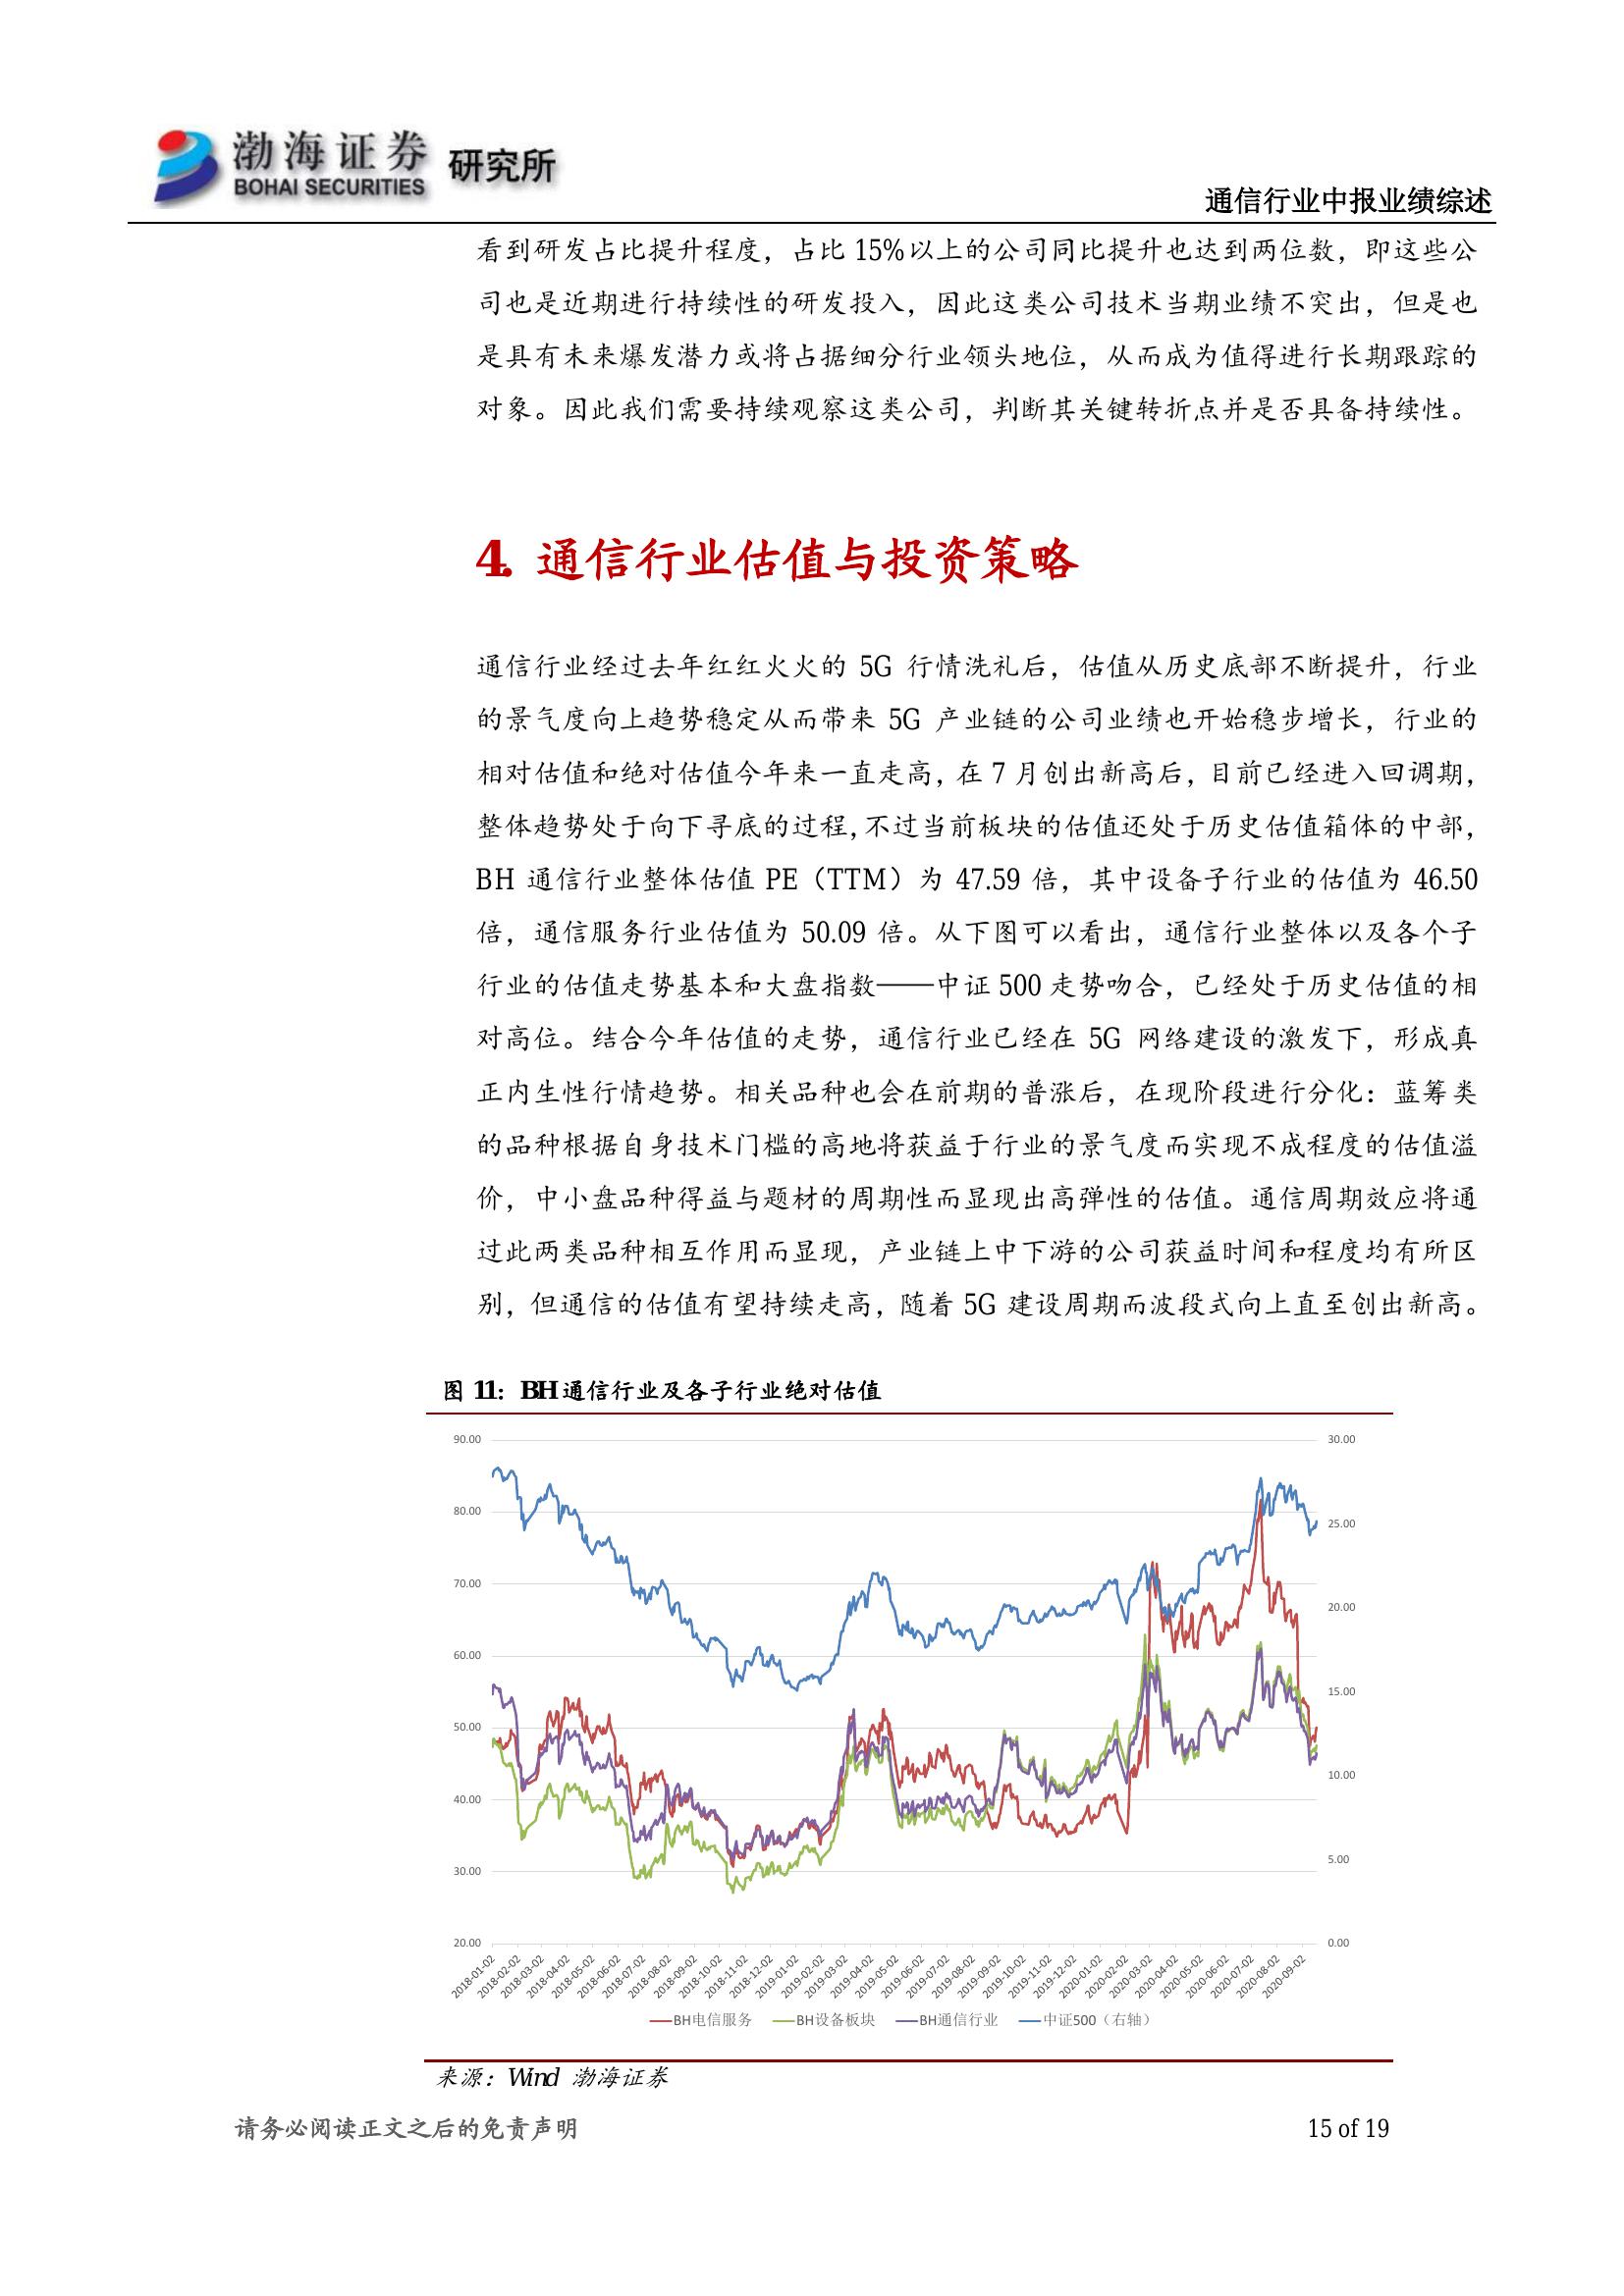 渤海证券 研究所
BOHAI SECURITIES
通信行业中报业绩综述
看到研发占比提升程度，占比 15%以上的公司同比提升也达到两位数，即这些公
司也是近期进行持续性的研发投入，因此这类公司技术当期业绩不突出，但是也
是具有未来爆发潜力或将占据细分行业领头地位，从而成为值得进行长期跟踪的
对象。因此我们需要持续观察这类公司，判断其关键转折点并是否具备持续性。
4. 通信行业估值与投资策略
通信行业经过去年红红火火的 5G 行情洗礼后，估值从历史底部不断提升，行业
的景气度向上趋势稳定从而带来 5G 产业链的公司业绩也开始稳步增长，行业的
相对估值和绝对估值今年来一直走高，在 7 月创出新高后，目前已经进入回调期，
整体趋势处于向下寻底的过程，不过当前板块的估值还处于历史估值箱体的中部，
BH 通信行业整体估值 PE（TTM）为 47.59 倍，其中设备子行业的估值为 46.50
倍，通信服务行业估值为 50.09 倍。从下图可以看出，通信行业整体以及各个子
行业的估值走势基本和大盘指数——中证 500 走势吻合，已经处于历史估值的相
对高位。结合今年估值的走势，通信行业已经在 5G 网络建设的激发下，形成真
正内生性行情趋势。相关品种也会在前期的普涨后，在现阶段进行分化：蓝筹类
的品种根据自身技术门槛的高地将获益于行业的景气度而实现不成程度的估值溢
价，中小盘品种得益与题材的周期性而显现出高弹性的估值。通信周期效应将通
过此两类品种相互作用而显现，产业链上中下游的公司获益时间和程度均有所区
别，但通信的估值有望持续走高，随着 5G 建设周期而波段式向上直至创出新高。
图 11：BH 通信行业及各子行业绝对估值
90.00
80.00
70.00
60.00
50.00
40.00
30.00
20.00
30.00
25.00
20.00
15.00
10.00
5.00
0.00
2018-01-02
2018-02-02
2018-03-02
2018-04-02
2018-05-02
2018-06-02
2018-07-02
2018-08-02
2018-09-02
2018-10-02
2018-11-02
2018-12-02
2019-01-02
2019-02-02
2019-03-02
2019-04-02
2019-05-02
2019-06-02
2019-07-02
2019-08-02
2019-09-02
2019-10-02
2019-11-02
2019-12-02
2020-01-02
2020-02-02
2020-03-02
2020-04-02
2020-05-02
2020-06-02
2020-07-02
2020-08-02
2020-09-02
BH电信服务 BH设备板块 BH通信行业 中证500（右轴）
来源：Wind 渤海证券
请务必阅读正文之后的免责声明
15 of 19